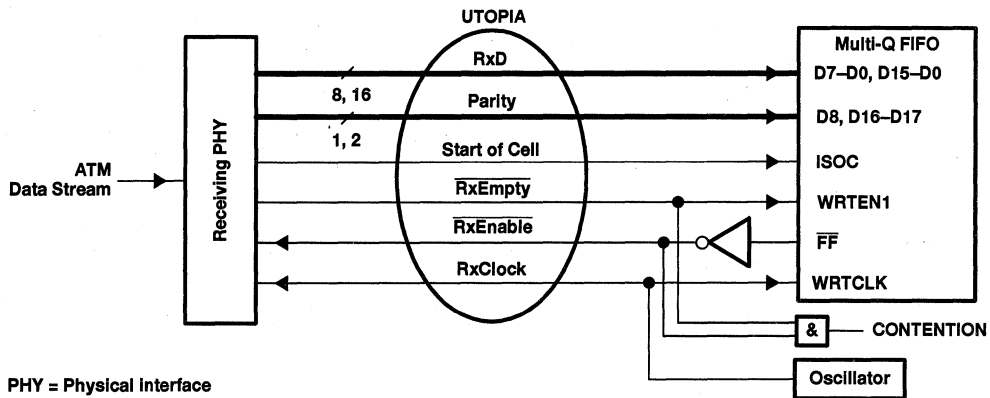 UTOPIA
Receiving PHY
ATM
Data Stream
RxD
8, 16
Parity
1, 2
Start of Cell
RxEmpty
RxEnable
RxClock
Multi-Q FIFO
D7–D0, D15–D0
D8, D16–D17
ISOC
WRTEN1
FF
WRTCLK
&
CONTENTION
Oscillator
PHY = Physical interface